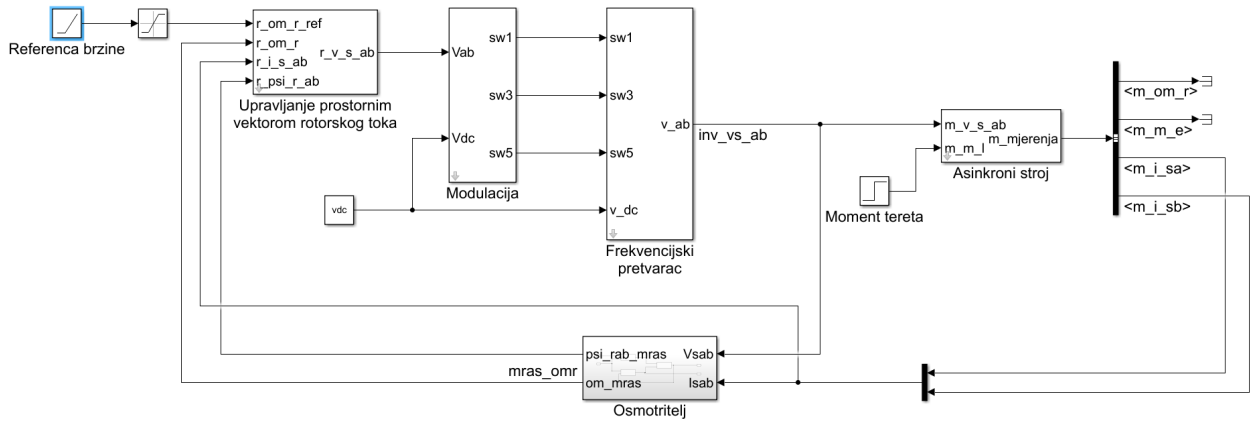 Referenca brzine
r_om_r_ref
r_om_r
r_i_s_ab
r_psi_r_ab
r_v_s_ab
Upravljanje prostornim
vektorom rotorskog toka
Vab
Vdc
sw1
sw3
sw5
Modulacija
vdc
sw1
sw3
sw5
v_dc
v_ab
Frekvencijski
pretvarac
inv_vs_ab
Moment tereta
m_v_s_ab
m_m_l
m_mjerenja
Asinkroni stroj
<m_om_r>
<m_m_e>
<m_i_sa>
<m_i_sb>
mras_omr
psi_rab_mras
om_mras
Vsab
Isab
Osmotritelj